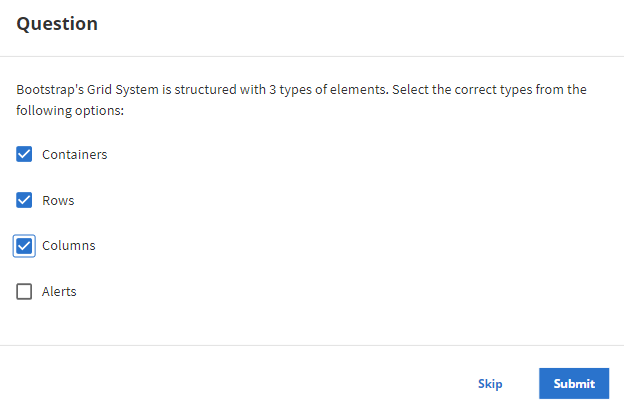 Question
Bootstrap's Grid System is structured with 3 types of elements. Select the correct types from the
following options:
Containers
Rows
Columns
Alerts
Skip
Submit